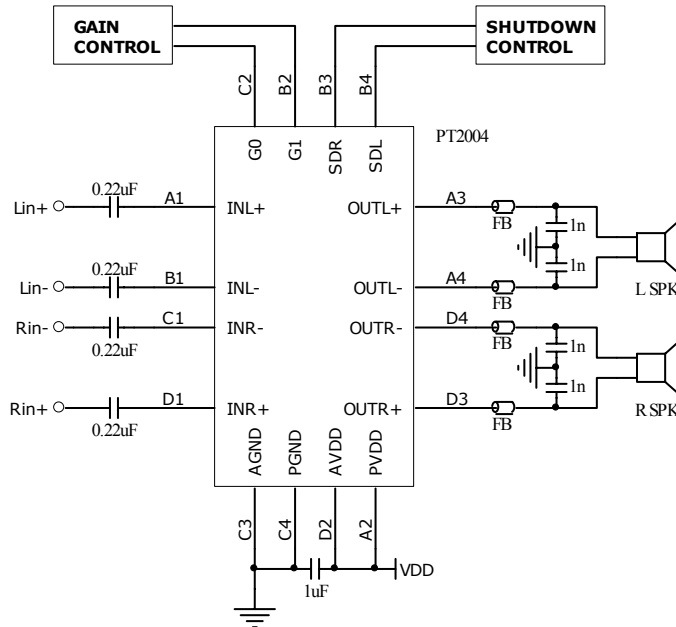 GAIN
CONTROL
SHUTDOWN
CONTROL
C2
B2
B3
B4
PT2004
G0
G1
SDR
SDL
0.22uF
Lin+
A1
INL+
OUTL+
A3
FB
1n
0.22uF
Lin-
B1
INL-
OUTL-
A4
FB
1n
L SPK
Rin-
C1
0.22uF
INR-
OUTR-
D4
FB
1n
Rin+
D1
0.22uF
INR+
OUTR+
D3
FB
1n
R SPK
AGND
PGND
AVDD
PVDD
C3
C4
D2
A2
1uF
VDD